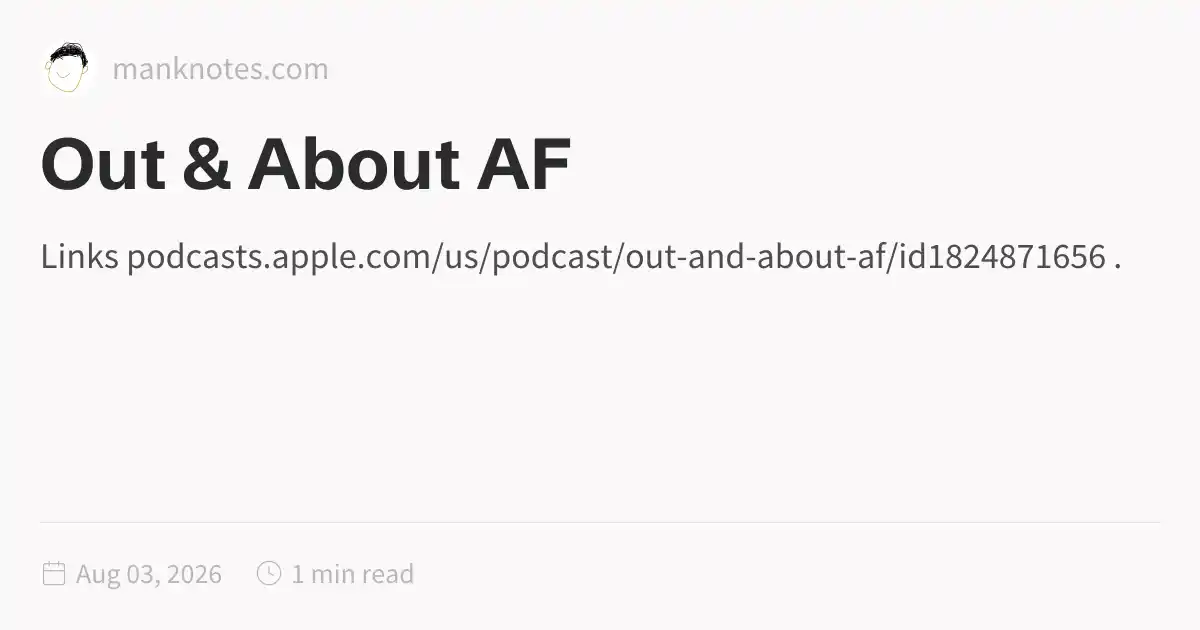 manknotes.com
Out & About AF
Links podcasts.apple.com/us/podcast/out-and-about-af/id1824871656 .
Aug 03, 2026 1 min read